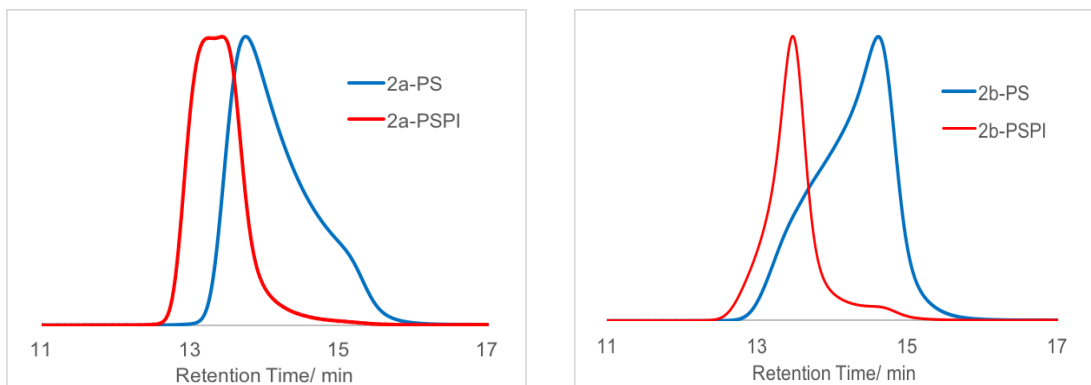 2a-PS
2a-PSPI
11 13 15 17
Retention Time/ min
2b-PS
2b-PSPI
11 13 15 17
Retention Time/ min